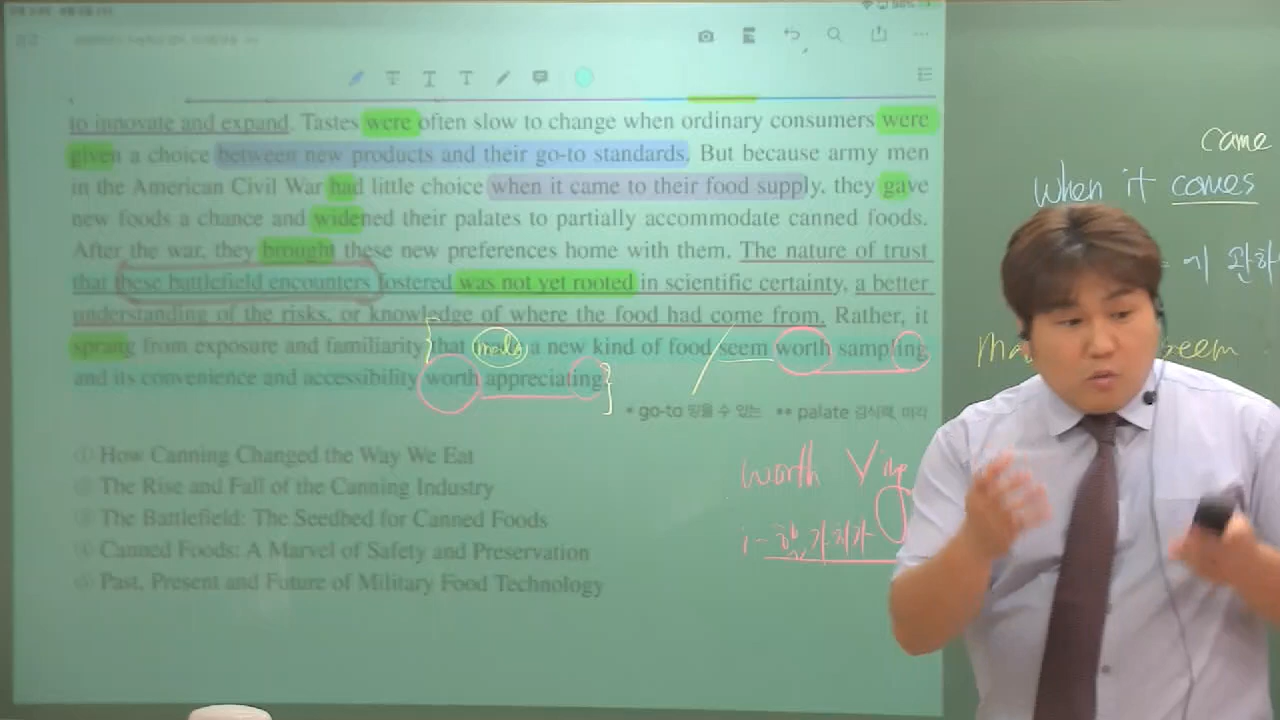 to innovate and expand. Tastes were often slow to change when ordinary consumers were
given a choice between new products and their go-to standards. But because army men
in the American Civil War had little choice when it came to their food supply, they gave
new foods a chance and widened their palates to partially accommodate canned foods.
After the war, they brought these new preferences home with them. The nature of trust
that these battlefield encounters fostered was not yet rooted in scientific certainty, a better
understanding of the risks, or knowledge of where the food had come from. Rather, it
sprang from exposure and familiarity that made a new kind of food seem worth sampling
and its convenience and accessibility worth appreciating.
* go-to 믿을 수 있는 ** palate 감식력, 미각
① How Canning Changed the Way We Eat
② The Rise and Fall of the Canning Industry
③ The Battlefield: The Seedbed for Canned Foods
④ Canned Foods: A Marvel of Safety and Preservation
⑤ Past, Present and Future of Military Food Technology
worth Ving
할 가치가
came
when it comes
에 관하
seem